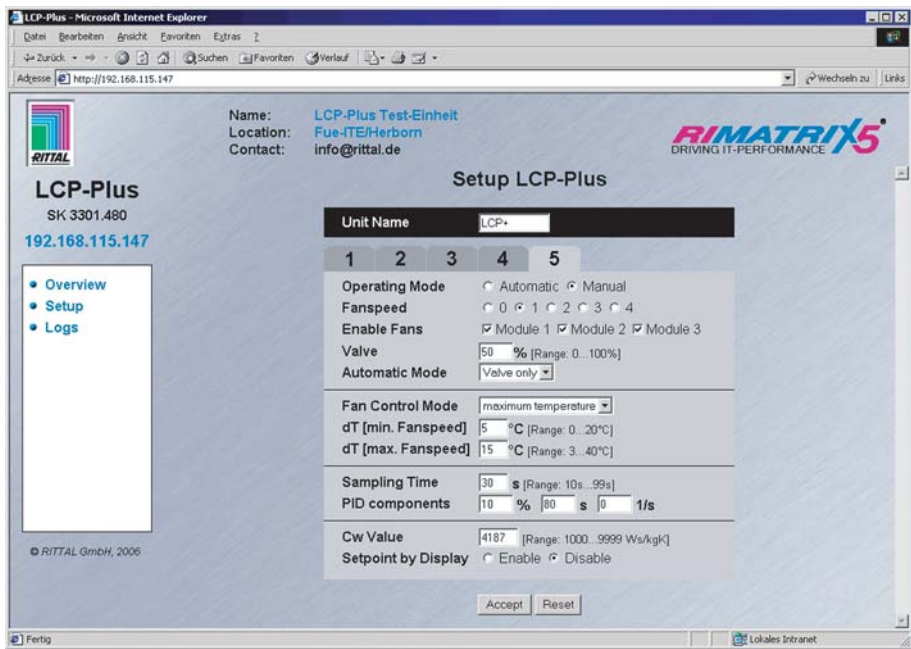 LCP-Plus - Microsoft Internet Explorer
Datei Bearbeiten Ansicht Favoriten Extras ?
Zurück Suchen Favoriten Verlauf
Adresse http://192.168.115.147 Wechseln zu Links
RITTAL
Name: LCP-Plus Test-Einheit
Location: Fue-ITE/Herborn
Contact: info@rittal.de
RIMATRIX5
DRIVING IT-PERFORMANCE
LCP-Plus
SK 3301.480
192.168.115.147
Overview
Setup
Logs
© RITTAL GmbH, 2006
Setup LCP-Plus
Unit Name LCP+
1 2 3 4 5
Operating Mode Automatic Manual
Fanspeed 0 1 2 3 4
Enable Fans Module 1 Module 2 Module 3
Valve 50 % [Range: 0...100%]
Automatic Mode Valve only
Fan Control Mode maximum temperature
dT [min. Fanspeed] 5 °C [Range: 0...20°C]
dT [max. Fanspeed] 15 °C [Range: 3...40°C]
Sampling Time 30 s [Range: 10s...99s]
PID components 10 % 80 s 0 1/s
Cw Value 4187 [Range: 1000...9999 Ws/kgK]
Setpoint by Display Enable Disable
Accept Reset
Fertig Lokales Intranet